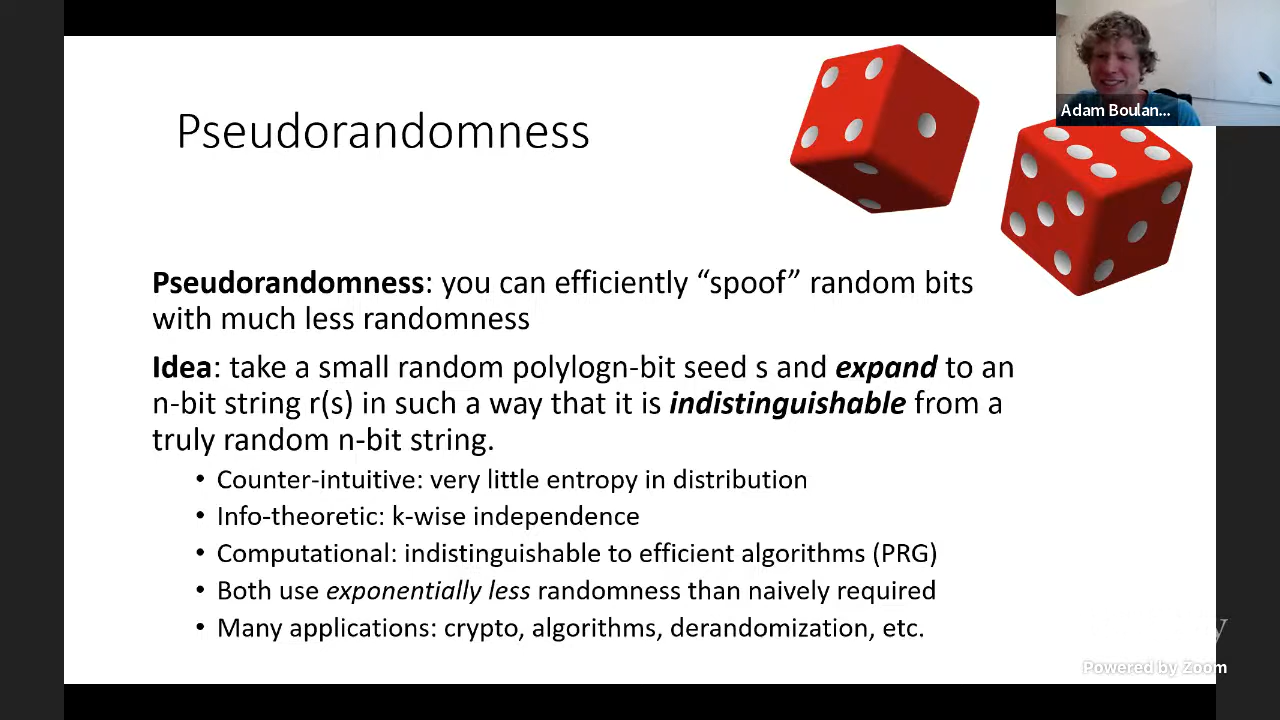 Adam Boulan...
Pseudorandomness
Pseudorandomness: you can efficiently “spoof” random bits
with much less randomness
Idea: take a small random polylogn-bit seed s and expand to an
n-bit string r(s) in such a way that it is indistinguishable from a
truly random n-bit string.
• Counter-intuitive: very little entropy in distribution
• Info-theoretic: k-wise independence
• Computational: indistinguishable to efficient algorithms (PRG)
• Both use exponentially less randomness than naively required
• Many applications: crypto, algorithms, derandomization, etc.
y
Powered by Zoom